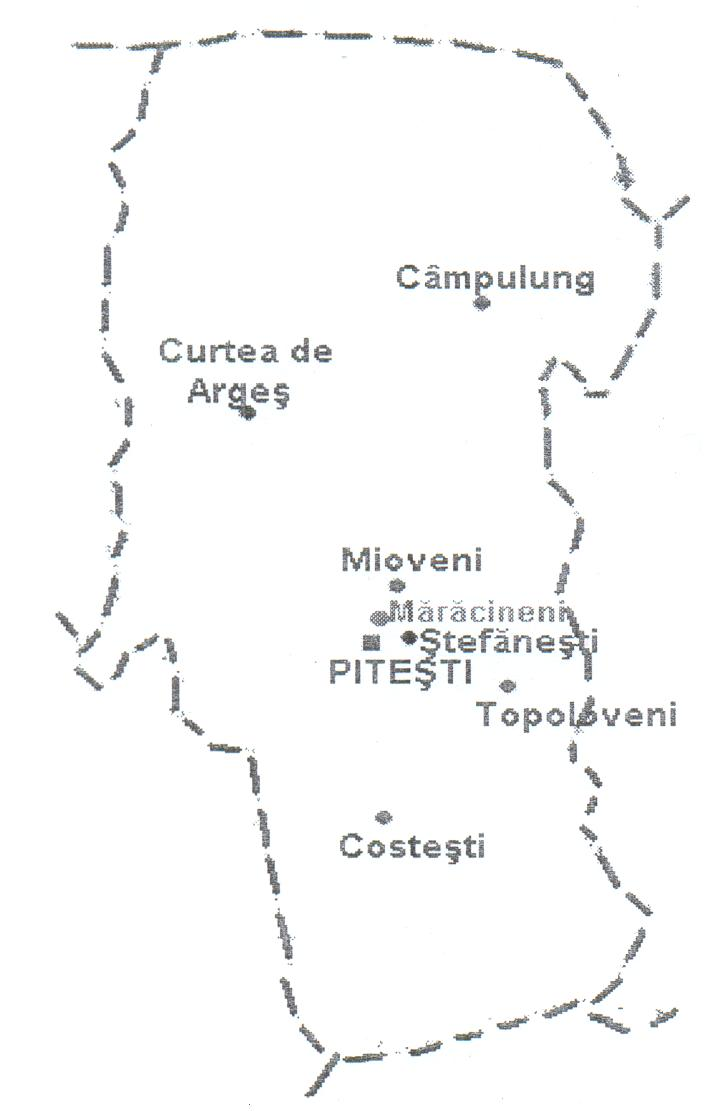 Câmpulung
Curtea de
Argeş
Mioveni
Mărăcineni
Ştefăneşti
PITEŞTI
Topoloveni
Costeşti